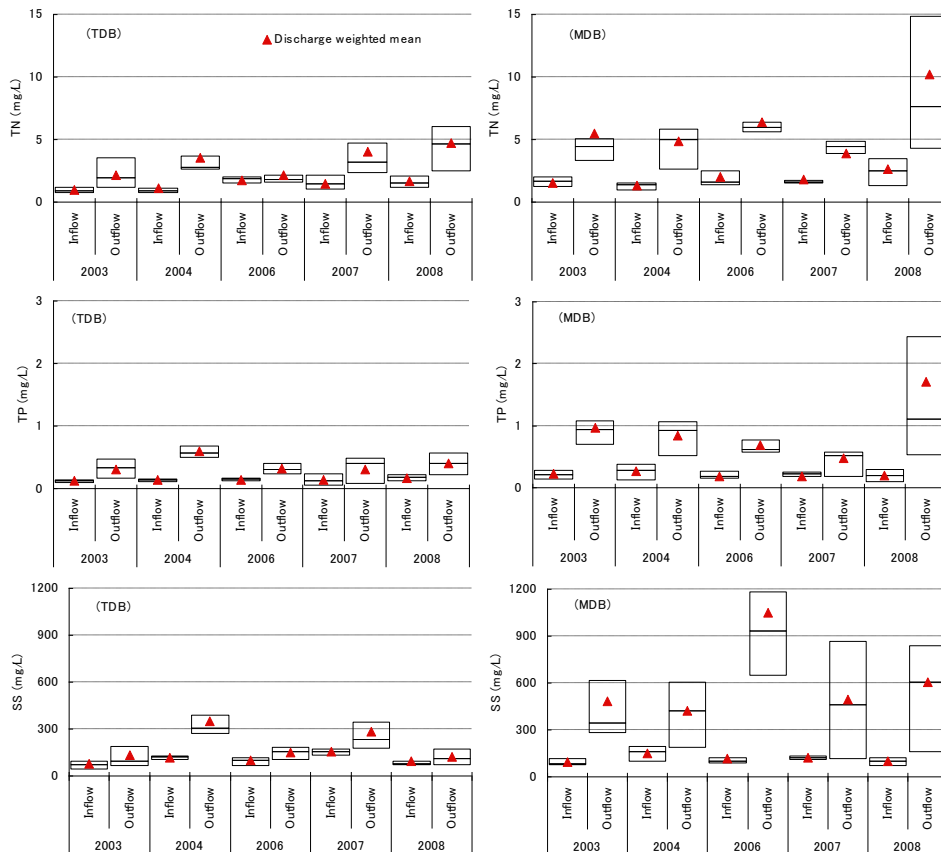 (TDB)
▲ Discharge weighted mean
TN (mg/L)
15
10
5
0
Inflow Outflow Inflow Outflow Inflow Outflow Inflow Outflow Inflow Outflow
2003 2004 2006 2007 2008
(MDB)
TN (mg/L)
15
10
5
0
Inflow Outflow Inflow Outflow Inflow Outflow Inflow Outflow Inflow Outflow
2003 2004 2006 2007 2008
(TDB)
TP (mg/L)
3
2
1
0
Inflow Outflow Inflow Outflow Inflow Outflow Inflow Outflow Inflow Outflow
2003 2004 2006 2007 2008
(MDB)
TP (mg/L)
3
2
1
0
Inflow Outflow Inflow Outflow Inflow Outflow Inflow Outflow Inflow Outflow
2003 2004 2006 2007 2008
(TDB)
SS (mg/L)
1200
900
600
300
0
Inflow Outflow Inflow Outflow Inflow Outflow Inflow Outflow Inflow Outflow
2003 2004 2006 2007 2008
(MDB)
SS (mg/L)
1200
900
600
300
0
Inflow Outflow Inflow Outflow Inflow Outflow Inflow Outflow Inflow Outflow
2003 2004 2006 2007 2008